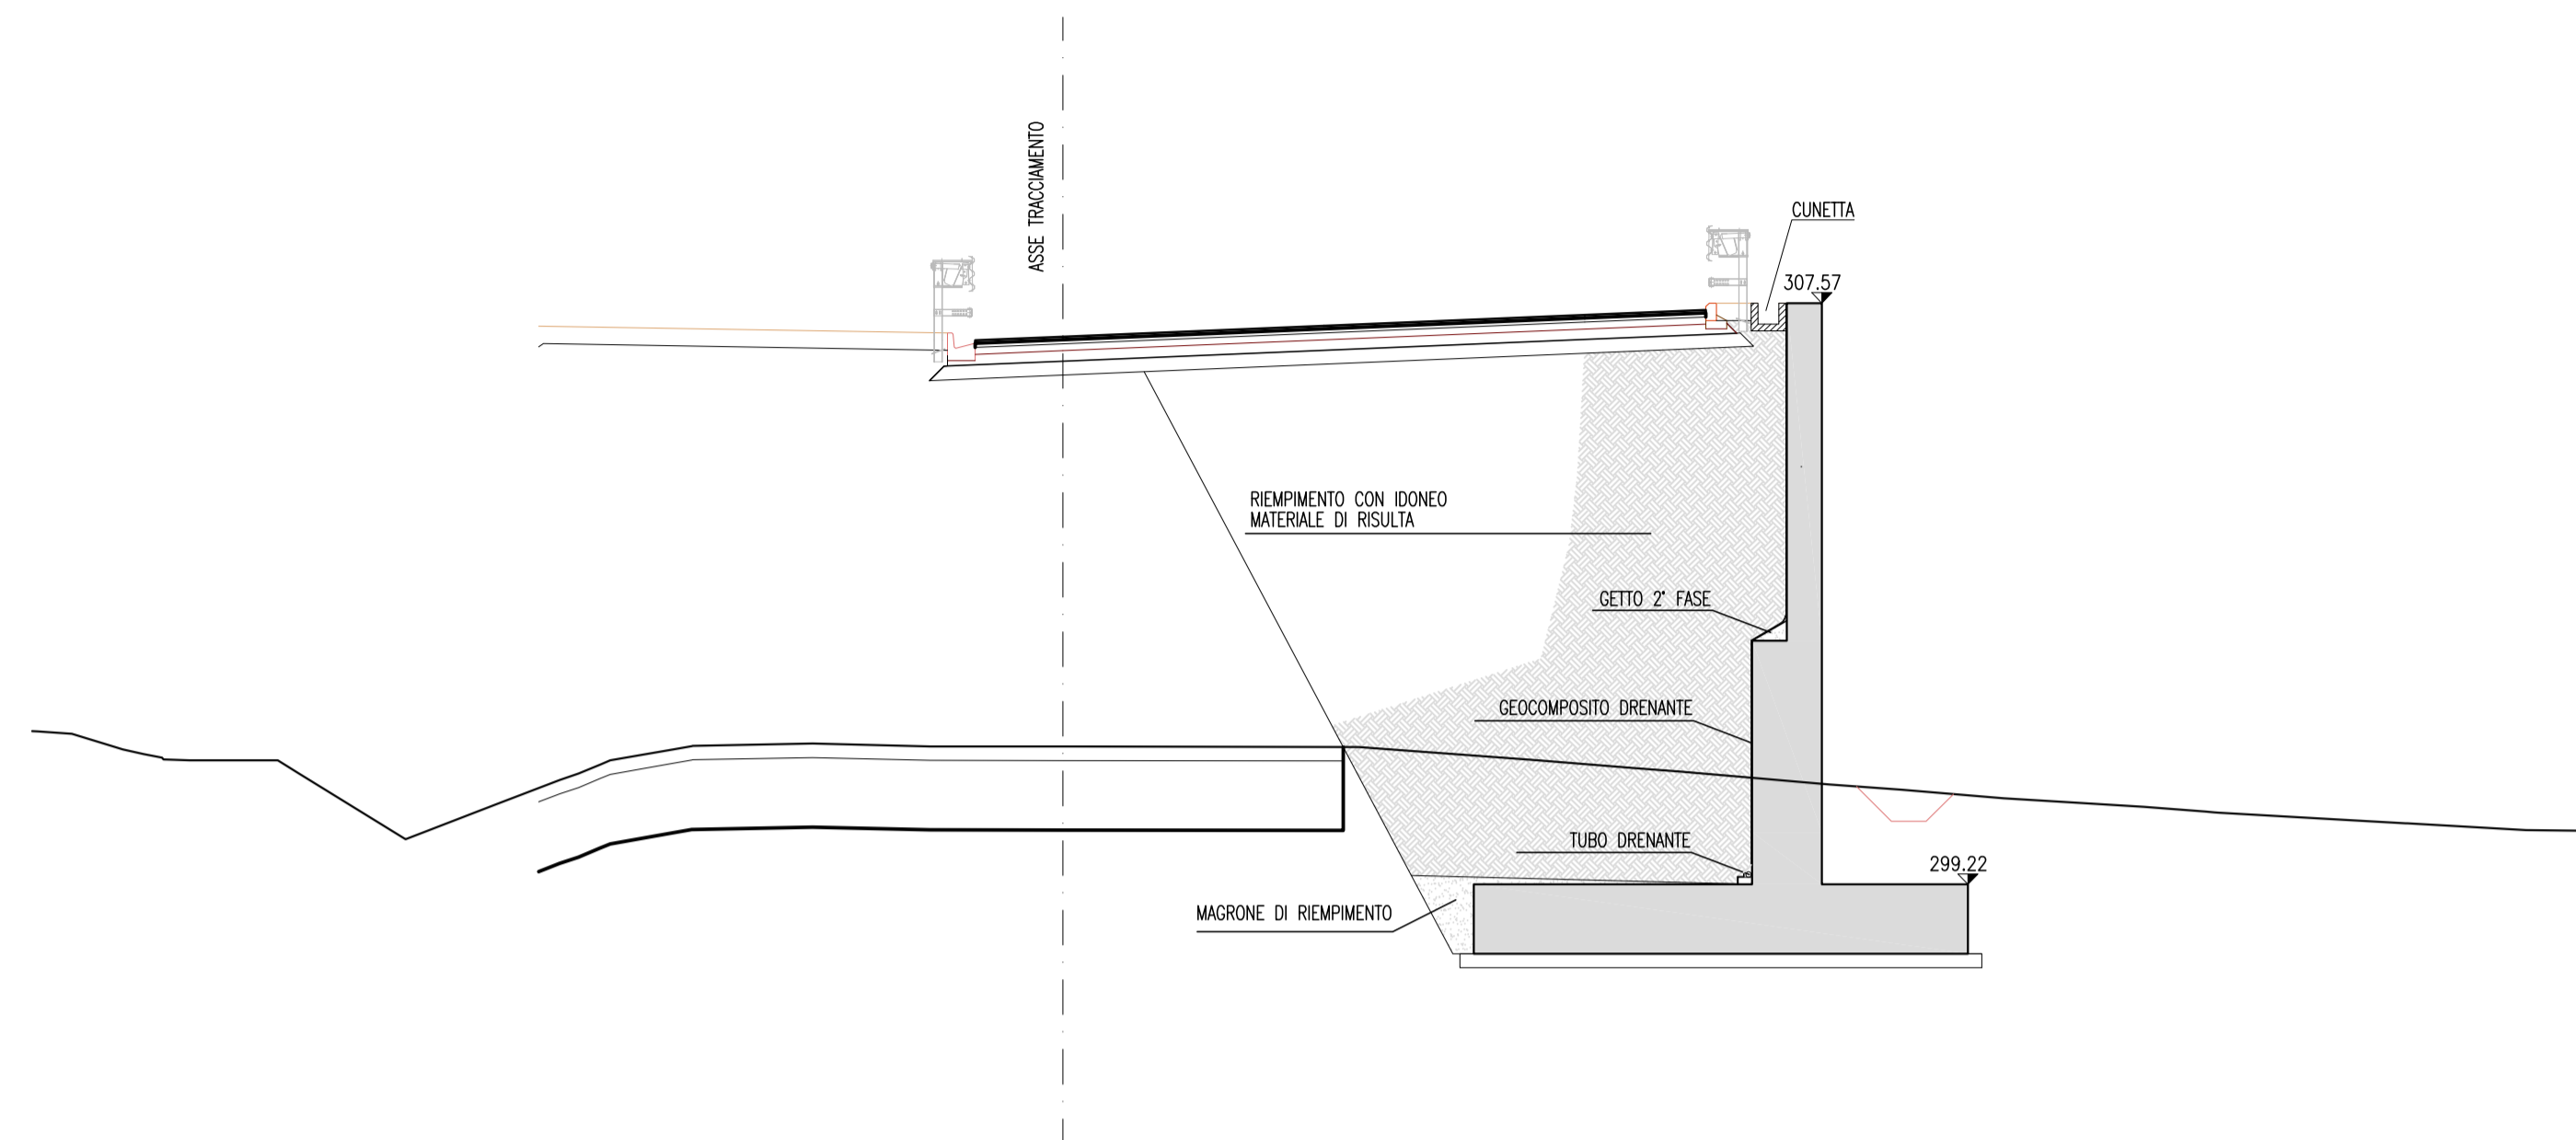 ASSE TRACCIAMENTO
CUNETTA
307.57
RIEMPIMENTO CON IDONEO
MATERIALE DI RISULTA
GETTO 2° FASE
GEOCOMPOSITO DRENANTE
TUBO DRENANTE
299.22
MAGRONE DI RIEMPIMENTO